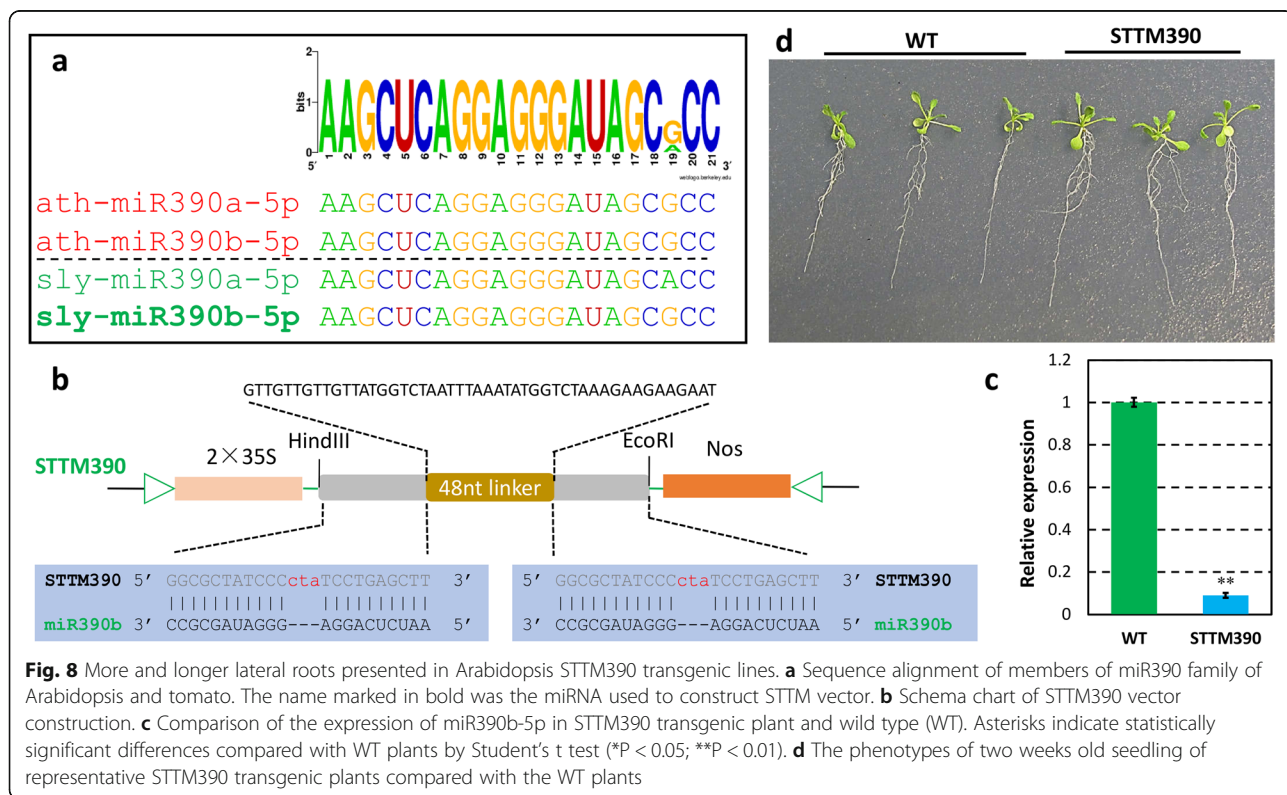 a
bits
2
1
0
AAGCUCAGGAGGGAUAGCGCC
A
5′ 1 2 3 4 5 6 7 8 9 10 11 12 13 14 15 16 17 18 19 20 21 3′
weblogo.berkeley.edu
ath-miR390a-5p AAGCUCAGGAGGGAUAGCGCC
ath-miR390b-5p AAGCUCAGGAGGGAUAGCGCC
sly-miR390a-5p AAGCUCAGGAGGGAUAGCACC
sly-miR390b-5p AAGCUCAGGAGGGAUAGCGCC
d
WT STTM390
b
GTTGTTGTTGTTATGGTCTAATTTAAATATGGTCTAAAGAAGAAGAAT
HindIII EcoRI
STTM390 2×35S 48nt linker Nos
STTM390 5′ GGCGCTATCCCctaTCCTGAGCTT 3′
miR390b 3′ CCGCGAUAGGG---AGGACUCUAA 5′
5′ GGCGCTATCCCctaTCCTGAGCTT 3′ STTM390
3′ CCGCGAUAGGG---AGGACUCUAA 5′ miR390b
c
Relative expression
1.2
1
0.8
0.6
0.4
0.2
0
**
WT STTM390
Fig. 8 More and longer lateral roots presented in Arabidopsis STTM390 transgenic lines. a Sequence alignment of members of miR390 family of
Arabidopsis and tomato. The name marked in bold was the miRNA used to construct STTM vector. b Schema chart of STTM390 vector
construction. c Comparison of the expression of miR390b-5p in STTM390 transgenic plant and wild type (WT). Asterisks indicate statistically
significant differences compared with WT plants by Student's t test (*P < 0.05; **P < 0.01). d The phenotypes of two weeks old seedling of
representative STTM390 transgenic plants compared with the WT plants